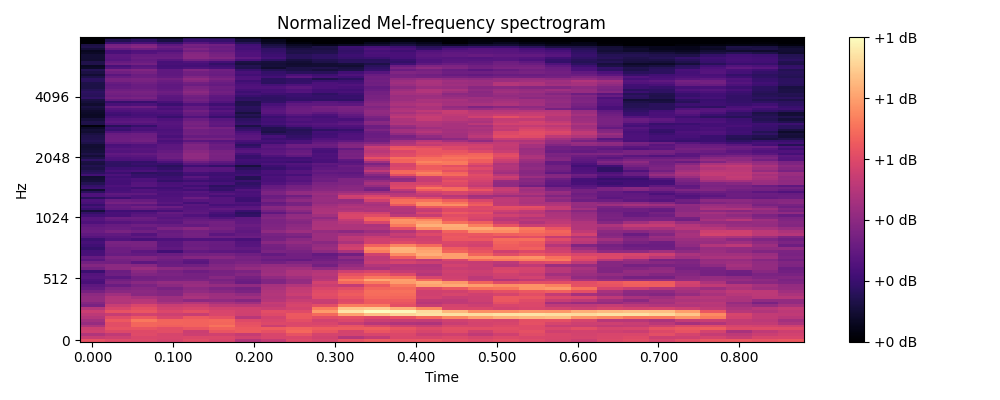 Normalized Mel-frequency spectrogram
Hz
4096
2048
1024
512
0
0.000 0.100 0.200 0.300 0.400 0.500 0.600 0.700 0.800
Time
+1 dB
+1 dB
+1 dB
+0 dB
+0 dB
+0 dB